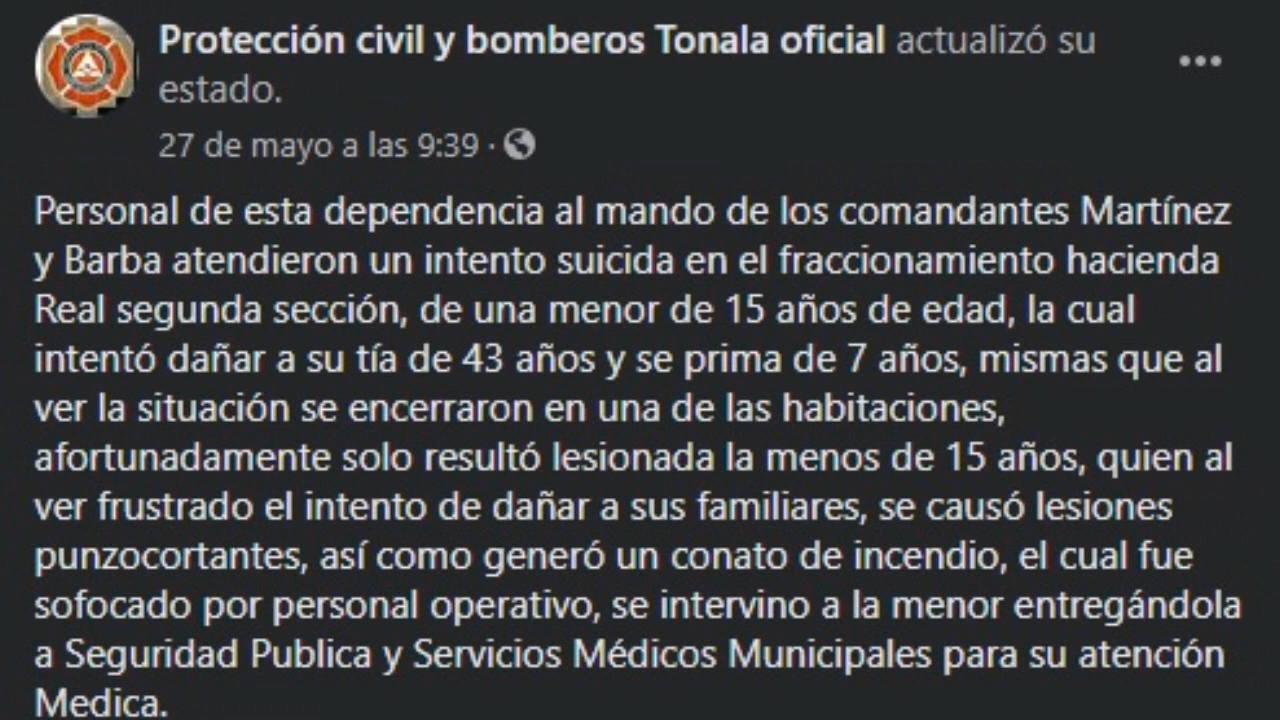 Protección civil y bomberos Tonala oficial actualizó su
estado.
27 de mayo a las 9:39 ·
Personal de esta dependencia al mando de los comandantes Martínez
y Barba atendieron un intento suicida en el fraccionamiento hacienda
Real segunda sección, de una menor de 15 años de edad, la cual
intentó dañar a su tía de 43 años y se prima de 7 años, mismas que al
ver la situación se encerraron en una de las habitaciones,
afortunadamente solo resultó lesionada la menos de 15 años, quien al
ver frustrado el intento de dañar a sus familiares, se causó lesiones
punzocortantes, así como generó un conato de incendio, el cual fue
sofocado por personal operativo, se intervino a la menor entregándola
a Seguridad Publica y Servicios Médicos Municipales para su atención
Medica.